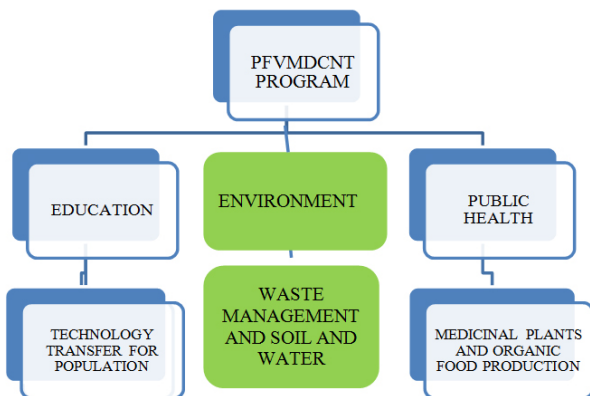 PFVMDCNT
PROGRAM
EDUCATION
ENVIRONMENT
PUBLIC
HEALTH
TECHNOLOGY
TRANSFER FOR
POPULATION
WASTE
MANAGEMENT
AND SOIL AND
WATER
MEDICINAL PLANTS
AND ORGANIC
FOOD PRODUCTION